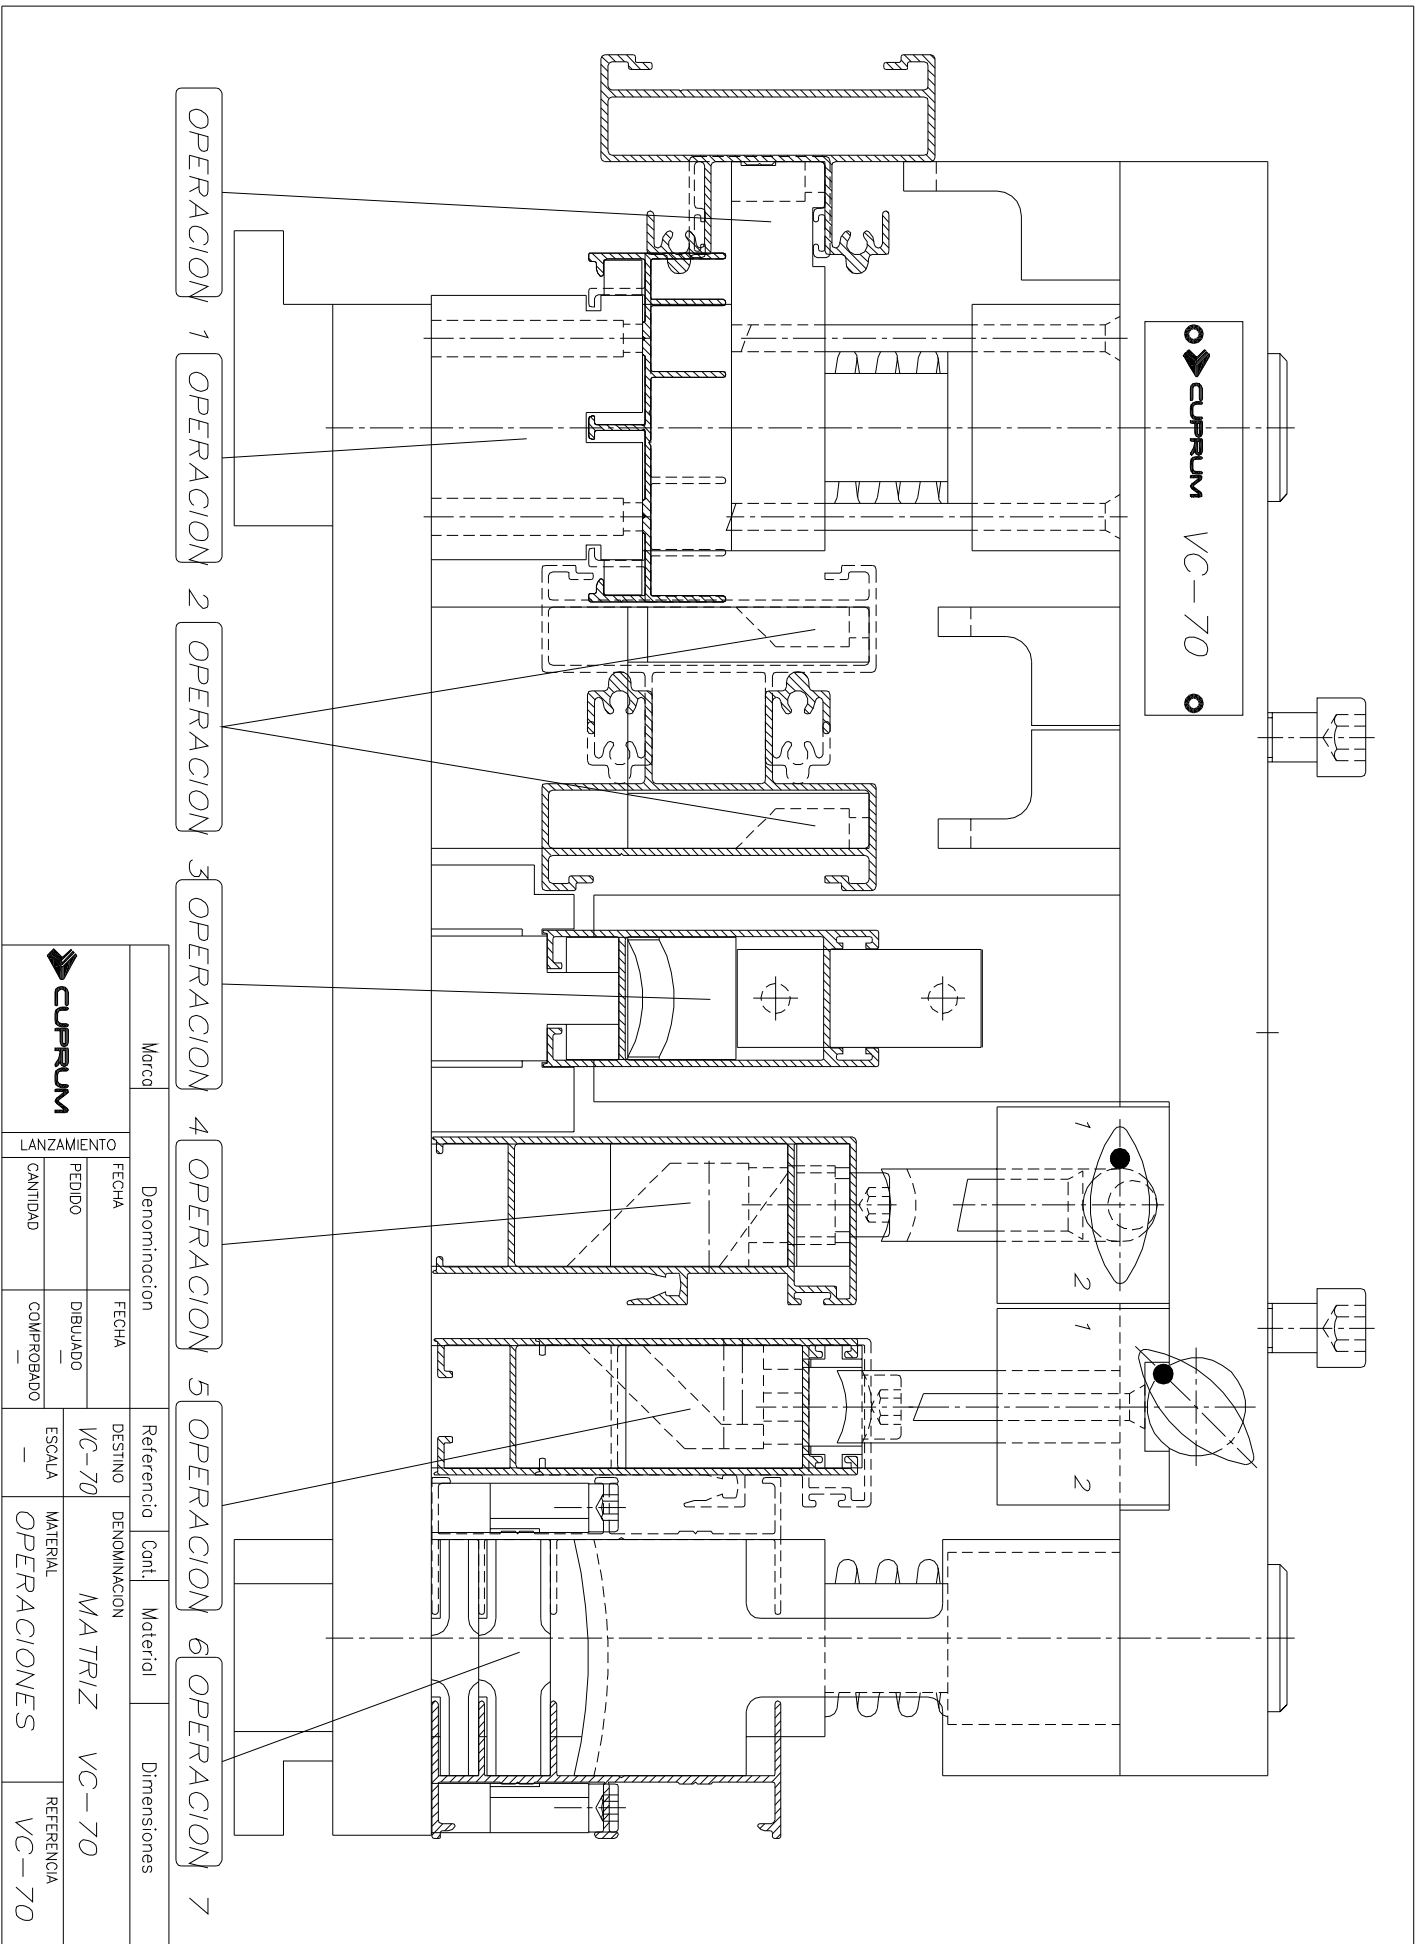 CUPRUM VC-70
1
2
1
2
OPERACION 1
OPERACION 2
OPERACION 3
OPERACION 4
OPERACION 5
OPERACION 6
OPERACION 7
Marca Denominacion Referencia Cant. Material Dimensiones
CUPRUM
LANZAMIENTO
FECHA
PEDIDO
CANTIDAD
FECHA
DIBUJADO
–
COMPROBADO
–
DESTINO
VC-70
ESCALA
–
DENOMINACION
MATRIZ VC-70
MATERIAL
OPERACIONES
REFERENCIA
VC-70